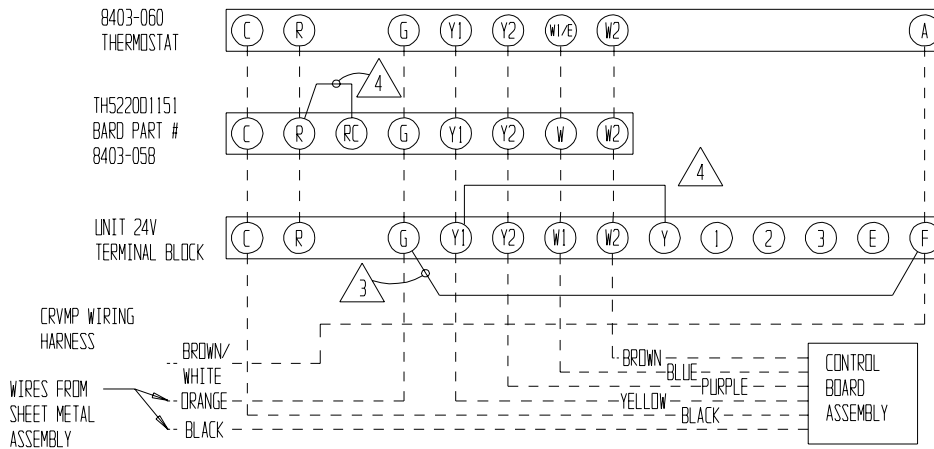 8403-060
THERMOSTAT
C R G Y1 Y2 W1/E W2 A
4
TH5220D1151
BARD PART #
8403-058
C R RC G Y1 Y2 W W2
4
UNIT 24V
TERMINAL BLOCK
C R G Y1 Y2 W1 W2 Y 1 2 3 E F
3
CRVMP WIRING
HARNESS
BROWN/
WHITE
WIRES FROM
SHEET METAL
ASSEMBLY
ORANGE
BLACK
BROWN
BLUE
PURPLE
YELLOW
BLACK
CONTROL
BOARD
ASSEMBLY